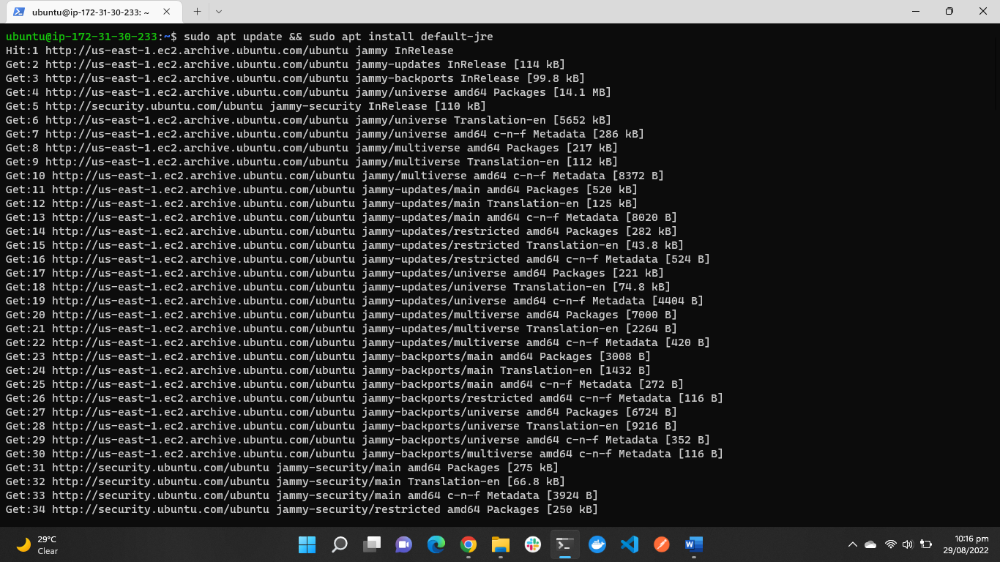 ubuntu@ip-172-31-30-233: ~
ubuntu@ip-172-31-30-233:~$ sudo apt update && sudo apt install default-jre
Hit:1 http://us-east-1.ec2.archive.ubuntu.com/ubuntu jammy InRelease
Get:2 http://us-east-1.ec2.archive.ubuntu.com/ubuntu jammy-updates InRelease [114 kB]
Get:3 http://us-east-1.ec2.archive.ubuntu.com/ubuntu jammy-backports InRelease [99.8 kB]
Get:4 http://us-east-1.ec2.archive.ubuntu.com/ubuntu jammy/universe amd64 Packages [14.1 MB]
Get:5 http://security.ubuntu.com/ubuntu jammy-security InRelease [110 kB]
Get:6 http://us-east-1.ec2.archive.ubuntu.com/ubuntu jammy/universe Translation-en [5652 kB]
Get:7 http://us-east-1.ec2.archive.ubuntu.com/ubuntu jammy/universe amd64 c-n-f Metadata [286 kB]
Get:8 http://us-east-1.ec2.archive.ubuntu.com/ubuntu jammy/multiverse amd64 Packages [217 kB]
Get:9 http://us-east-1.ec2.archive.ubuntu.com/ubuntu jammy/multiverse Translation-en [112 kB]
Get:10 http://us-east-1.ec2.archive.ubuntu.com/ubuntu jammy/multiverse amd64 c-n-f Metadata [8372 B]
Get:11 http://us-east-1.ec2.archive.ubuntu.com/ubuntu jammy-updates/main amd64 Packages [520 kB]
Get:12 http://us-east-1.ec2.archive.ubuntu.com/ubuntu jammy-updates/main Translation-en [125 kB]
Get:13 http://us-east-1.ec2.archive.ubuntu.com/ubuntu jammy-updates/main amd64 c-n-f Metadata [8020 B]
Get:14 http://us-east-1.ec2.archive.ubuntu.com/ubuntu jammy-updates/restricted amd64 Packages [282 kB]
Get:15 http://us-east-1.ec2.archive.ubuntu.com/ubuntu jammy-updates/restricted Translation-en [43.8 kB]
Get:16 http://us-east-1.ec2.archive.ubuntu.com/ubuntu jammy-updates/restricted amd64 c-n-f Metadata [524 B]
Get:17 http://us-east-1.ec2.archive.ubuntu.com/ubuntu jammy-updates/universe amd64 Packages [221 kB]
Get:18 http://us-east-1.ec2.archive.ubuntu.com/ubuntu jammy-updates/universe Translation-en [74.8 kB]
Get:19 http://us-east-1.ec2.archive.ubuntu.com/ubuntu jammy-updates/universe amd64 c-n-f Metadata [4404 B]
Get:20 http://us-east-1.ec2.archive.ubuntu.com/ubuntu jammy-updates/multiverse amd64 Packages [7000 B]
Get:21 http://us-east-1.ec2.archive.ubuntu.com/ubuntu jammy-updates/multiverse Translation-en [2264 B]
Get:22 http://us-east-1.ec2.archive.ubuntu.com/ubuntu jammy-updates/multiverse amd64 c-n-f Metadata [420 B]
Get:23 http://us-east-1.ec2.archive.ubuntu.com/ubuntu jammy-backports/main amd64 Packages [3008 B]
Get:24 http://us-east-1.ec2.archive.ubuntu.com/ubuntu jammy-backports/main Translation-en [1432 B]
Get:25 http://us-east-1.ec2.archive.ubuntu.com/ubuntu jammy-backports/main amd64 c-n-f Metadata [272 B]
Get:26 http://us-east-1.ec2.archive.ubuntu.com/ubuntu jammy-backports/restricted amd64 c-n-f Metadata [116 B]
Get:27 http://us-east-1.ec2.archive.ubuntu.com/ubuntu jammy-backports/universe amd64 Packages [6724 B]
Get:28 http://us-east-1.ec2.archive.ubuntu.com/ubuntu jammy-backports/universe Translation-en [9216 B]
Get:29 http://us-east-1.ec2.archive.ubuntu.com/ubuntu jammy-backports/universe amd64 c-n-f Metadata [352 B]
Get:30 http://us-east-1.ec2.archive.ubuntu.com/ubuntu jammy-backports/multiverse amd64 c-n-f Metadata [116 B]
Get:31 http://security.ubuntu.com/ubuntu jammy-security/main amd64 Packages [275 kB]
Get:32 http://security.ubuntu.com/ubuntu jammy-security/main Translation-en [66.8 kB]
Get:33 http://security.ubuntu.com/ubuntu jammy-security/main amd64 c-n-f Metadata [3924 B]
Get:34 http://security.ubuntu.com/ubuntu jammy-security/restricted amd64 Packages [250 kB]
29°C
Clear
10:16 pm
29/08/2022